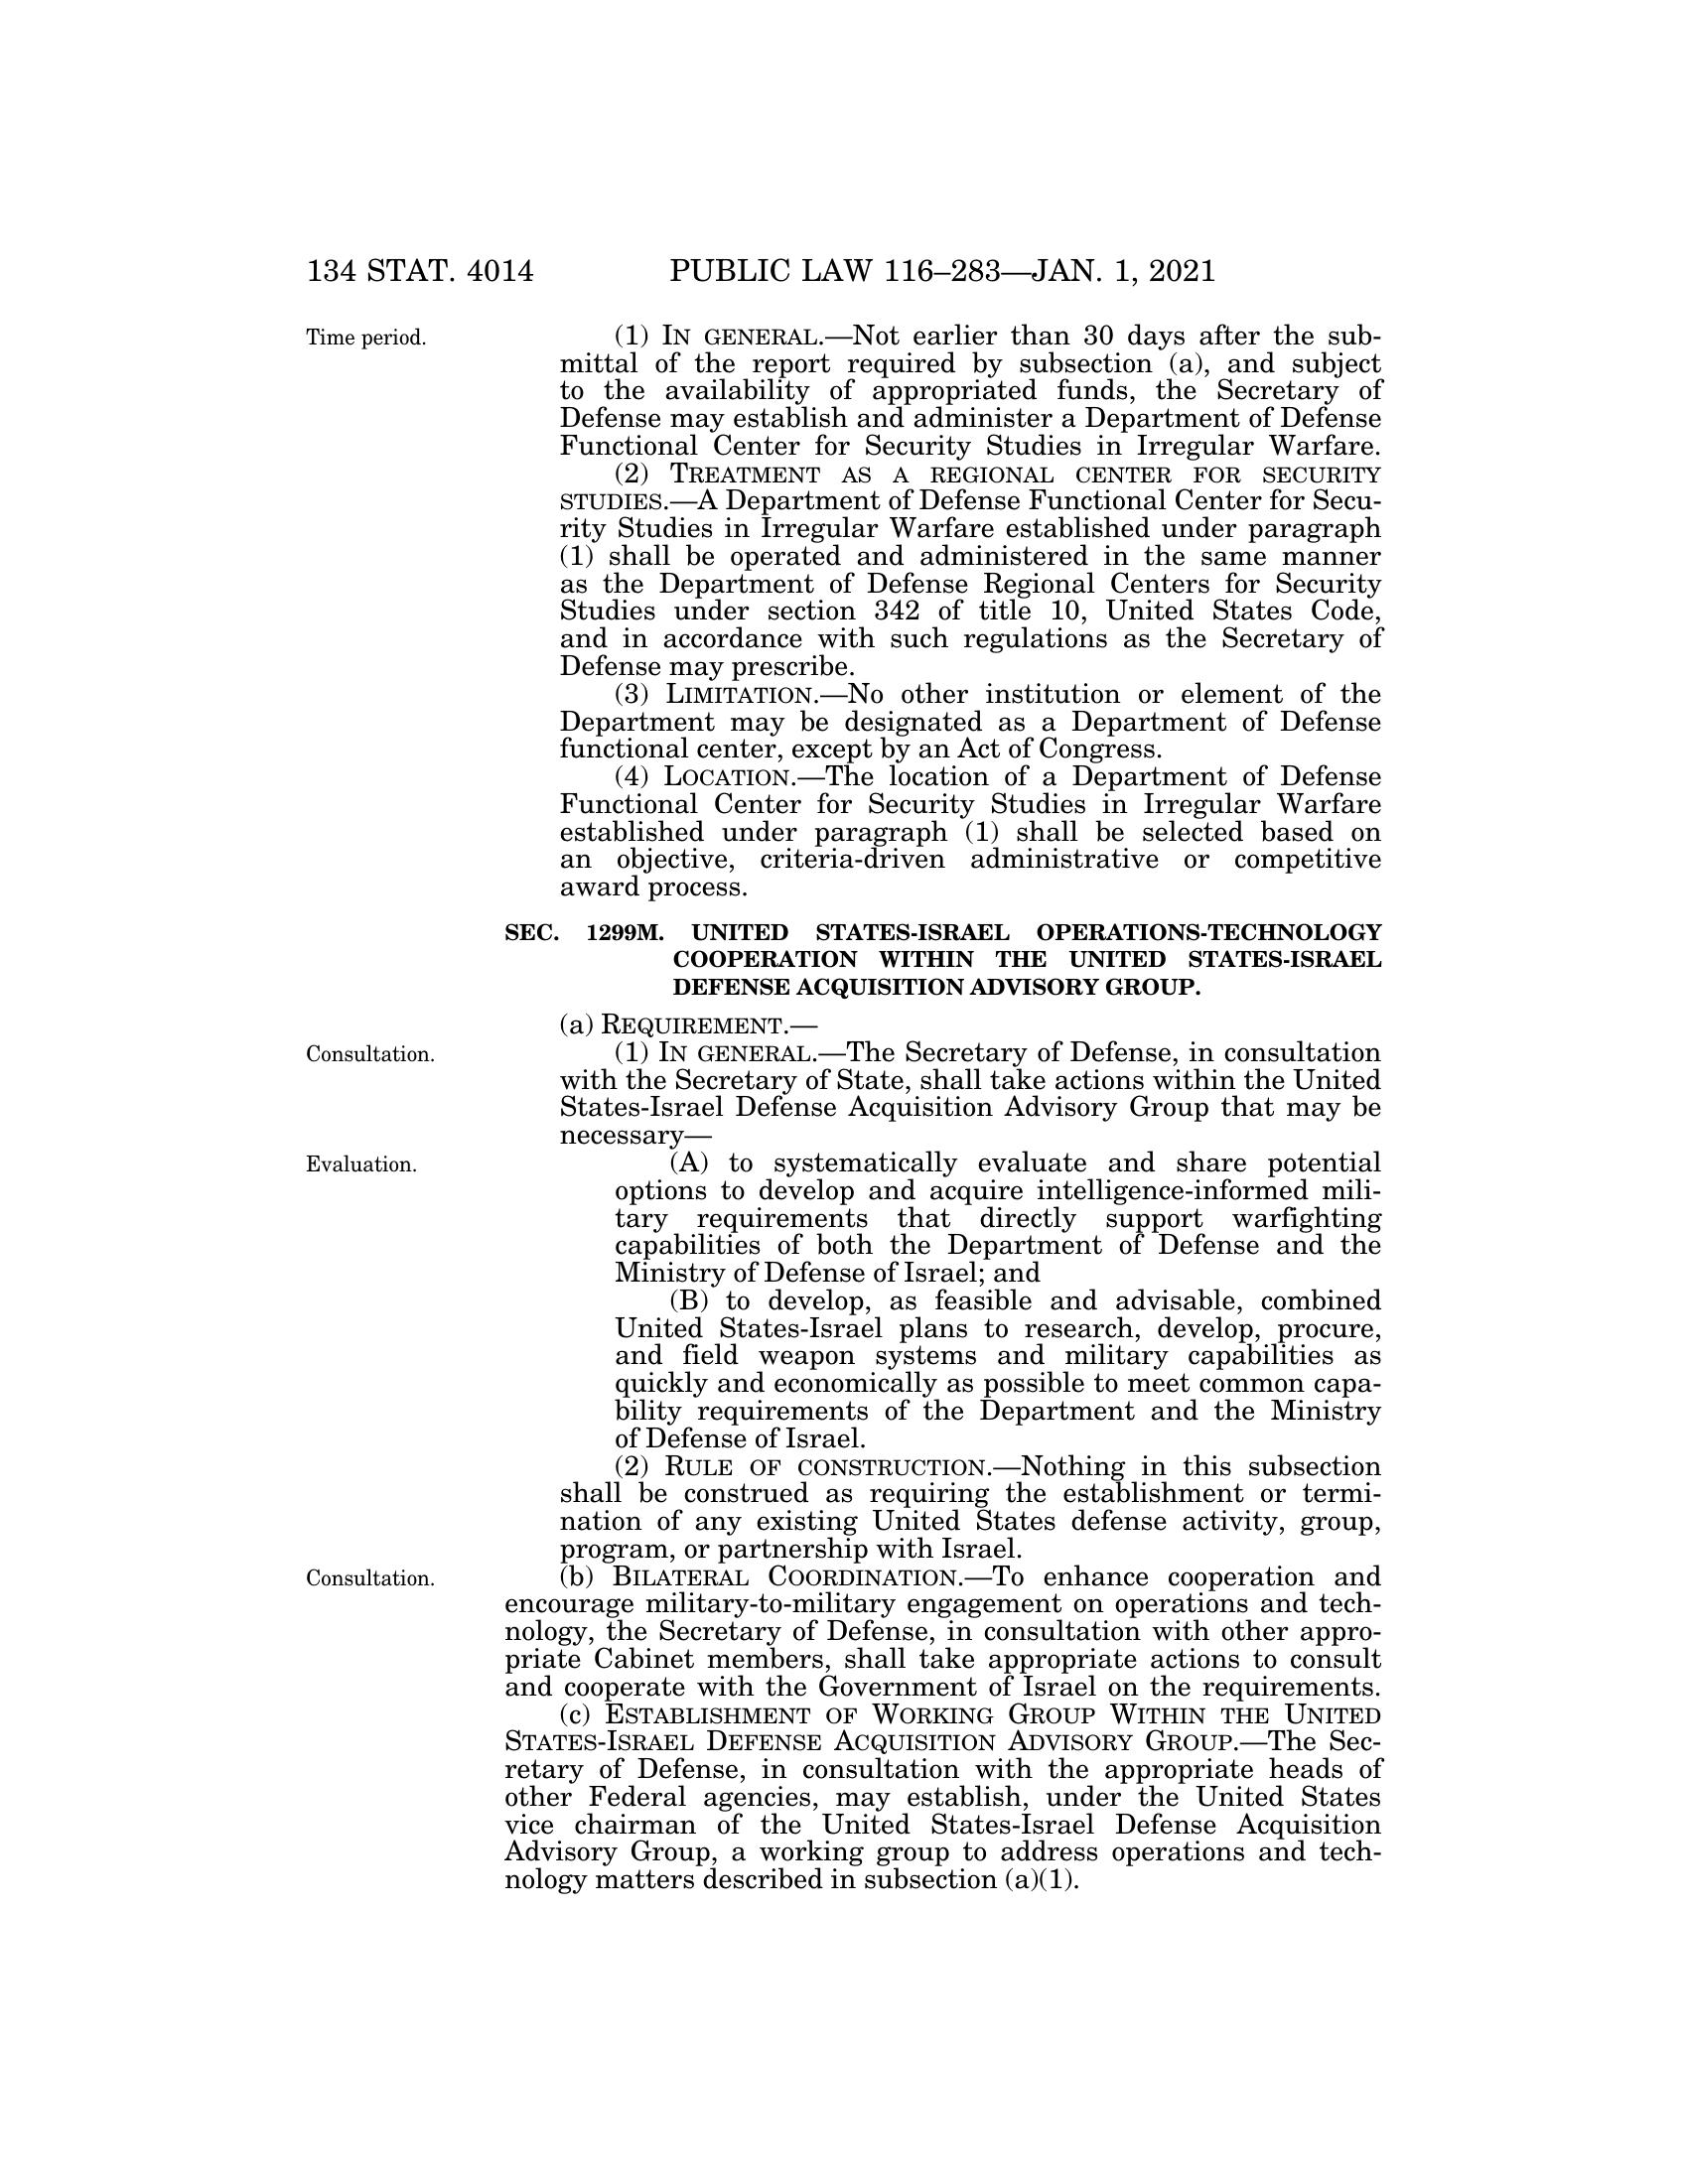 134 STAT. 4014 PUBLIC LAW 116–283—JAN. 1, 2021
Time period.
(1) IN GENERAL.—Not earlier than 30 days after the sub-
mittal of the report required by subsection (a), and subject
to the availability of appropriated funds, the Secretary of
Defense may establish and administer a Department of Defense
Functional Center for Security Studies in Irregular Warfare.
(2) TREATMENT AS A REGIONAL CENTER FOR SECURITY
STUDIES.—A Department of Defense Functional Center for Secu-
rity Studies in Irregular Warfare established under paragraph
(1) shall be operated and administered in the same manner
as the Department of Defense Regional Centers for Security
Studies under section 342 of title 10, United States Code,
and in accordance with such regulations as the Secretary of
Defense may prescribe.
(3) LIMITATION.—No other institution or element of the
Department may be designated as a Department of Defense
functional center, except by an Act of Congress.
(4) LOCATION.—The location of a Department of Defense
Functional Center for Security Studies in Irregular Warfare
established under paragraph (1) shall be selected based on
an objective, criteria-driven administrative or competitive
award process.
SEC. 1299M. UNITED STATES-ISRAEL OPERATIONS-TECHNOLOGY
COOPERATION WITHIN THE UNITED STATES-ISRAEL
DEFENSE ACQUISITION ADVISORY GROUP.
(a) REQUIREMENT.—
Consultation.
(1) IN GENERAL.—The Secretary of Defense, in consultation
with the Secretary of State, shall take actions within the United
States-Israel Defense Acquisition Advisory Group that may be
necessary—
Evaluation.
(A) to systematically evaluate and share potential
options to develop and acquire intelligence-informed mili-
tary requirements that directly support warfighting
capabilities of both the Department of Defense and the
Ministry of Defense of Israel; and
(B) to develop, as feasible and advisable, combined
United States-Israel plans to research, develop, procure,
and field weapon systems and military capabilities as
quickly and economically as possible to meet common capa-
bility requirements of the Department and the Ministry
of Defense of Israel.
(2) RULE OF CONSTRUCTION.—Nothing in this subsection
shall be construed as requiring the establishment or termi-
nation of any existing United States defense activity, group,
program, or partnership with Israel.
Consultation.
(b) BILATERAL COORDINATION.—To enhance cooperation and
encourage military-to-military engagement on operations and tech-
nology, the Secretary of Defense, in consultation with other appro-
priate Cabinet members, shall take appropriate actions to consult
and cooperate with the Government of Israel on the requirements.
(c) ESTABLISHMENT OF WORKING GROUP WITHIN THE UNITED
STATES-ISRAEL DEFENSE ACQUISITION ADVISORY GROUP.—The Sec-
retary of Defense, in consultation with the appropriate heads of
other Federal agencies, may establish, under the United States
vice chairman of the United States-Israel Defense Acquisition
Advisory Group, a working group to address operations and tech-
nology matters described in subsection (a)(1).